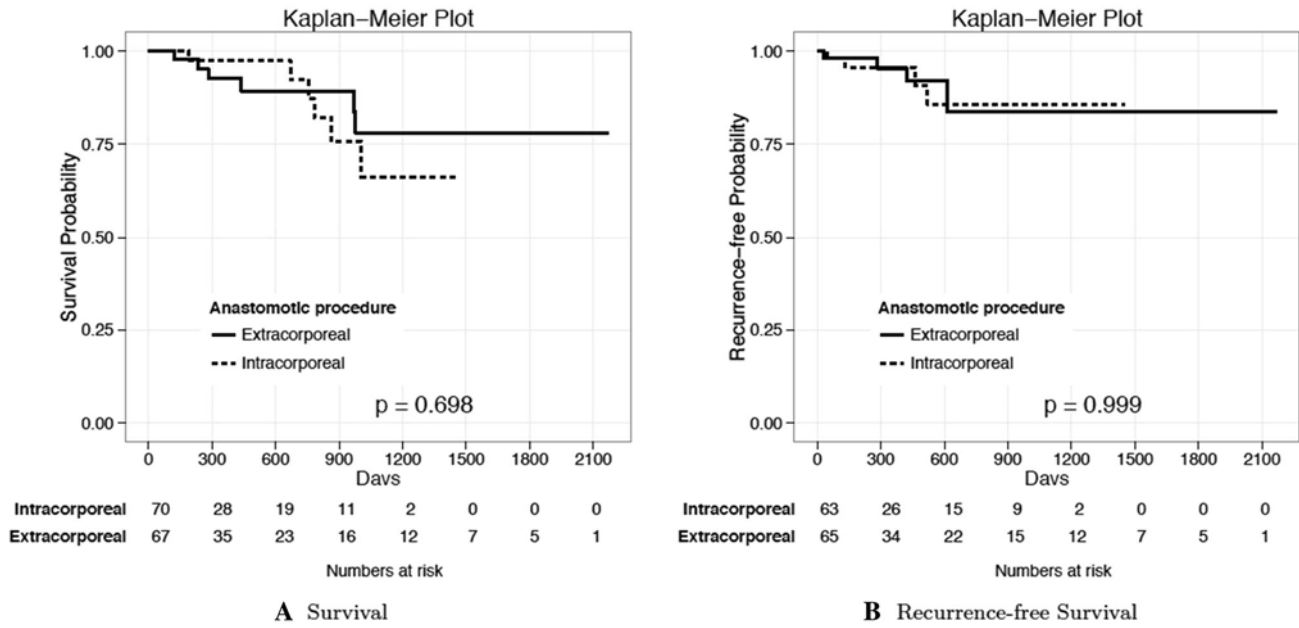 Kaplan−Meier Plot
Survival Probability
1.00
0.75
0.50
0.25
0.00
Anastomotic procedure
Extracorporeal
Intracorporeal
p = 0.698
0 300 600 900 1200 1500 1800 2100
Days
Intracorporeal 70 28 19 11 2 0 0 0
Extracorporeal 67 35 23 16 12 7 5 1
Numbers at risk
A Survival
Kaplan−Meier Plot
Recurrence−free Probability
1.00
0.75
0.50
0.25
0.00
Anastomotic procedure
Extracorporeal
Intracorporeal
p = 0.999
0 300 600 900 1200 1500 1800 2100
Days
Intracorporeal 63 26 15 9 2 0 0 0
Extracorporeal 65 34 22 15 12 7 5 1
Numbers at risk
B Recurrence-free Survival